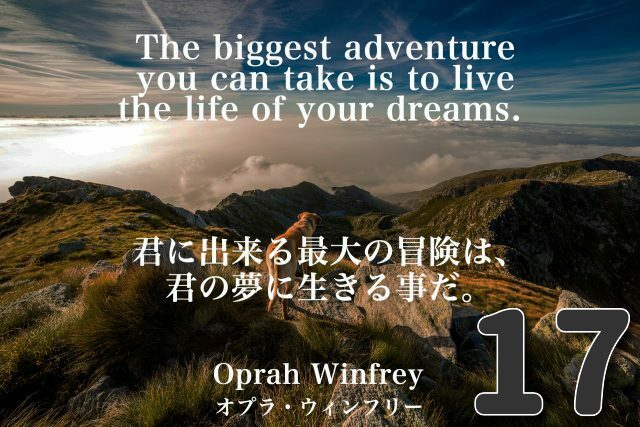 The biggest adventure
you can take is to live
the life of your dreams.
君に出来る最大の冒険は、
君の夢に生きる事だ。
Oprah Winfrey
オプラ・ウィンフリー
17